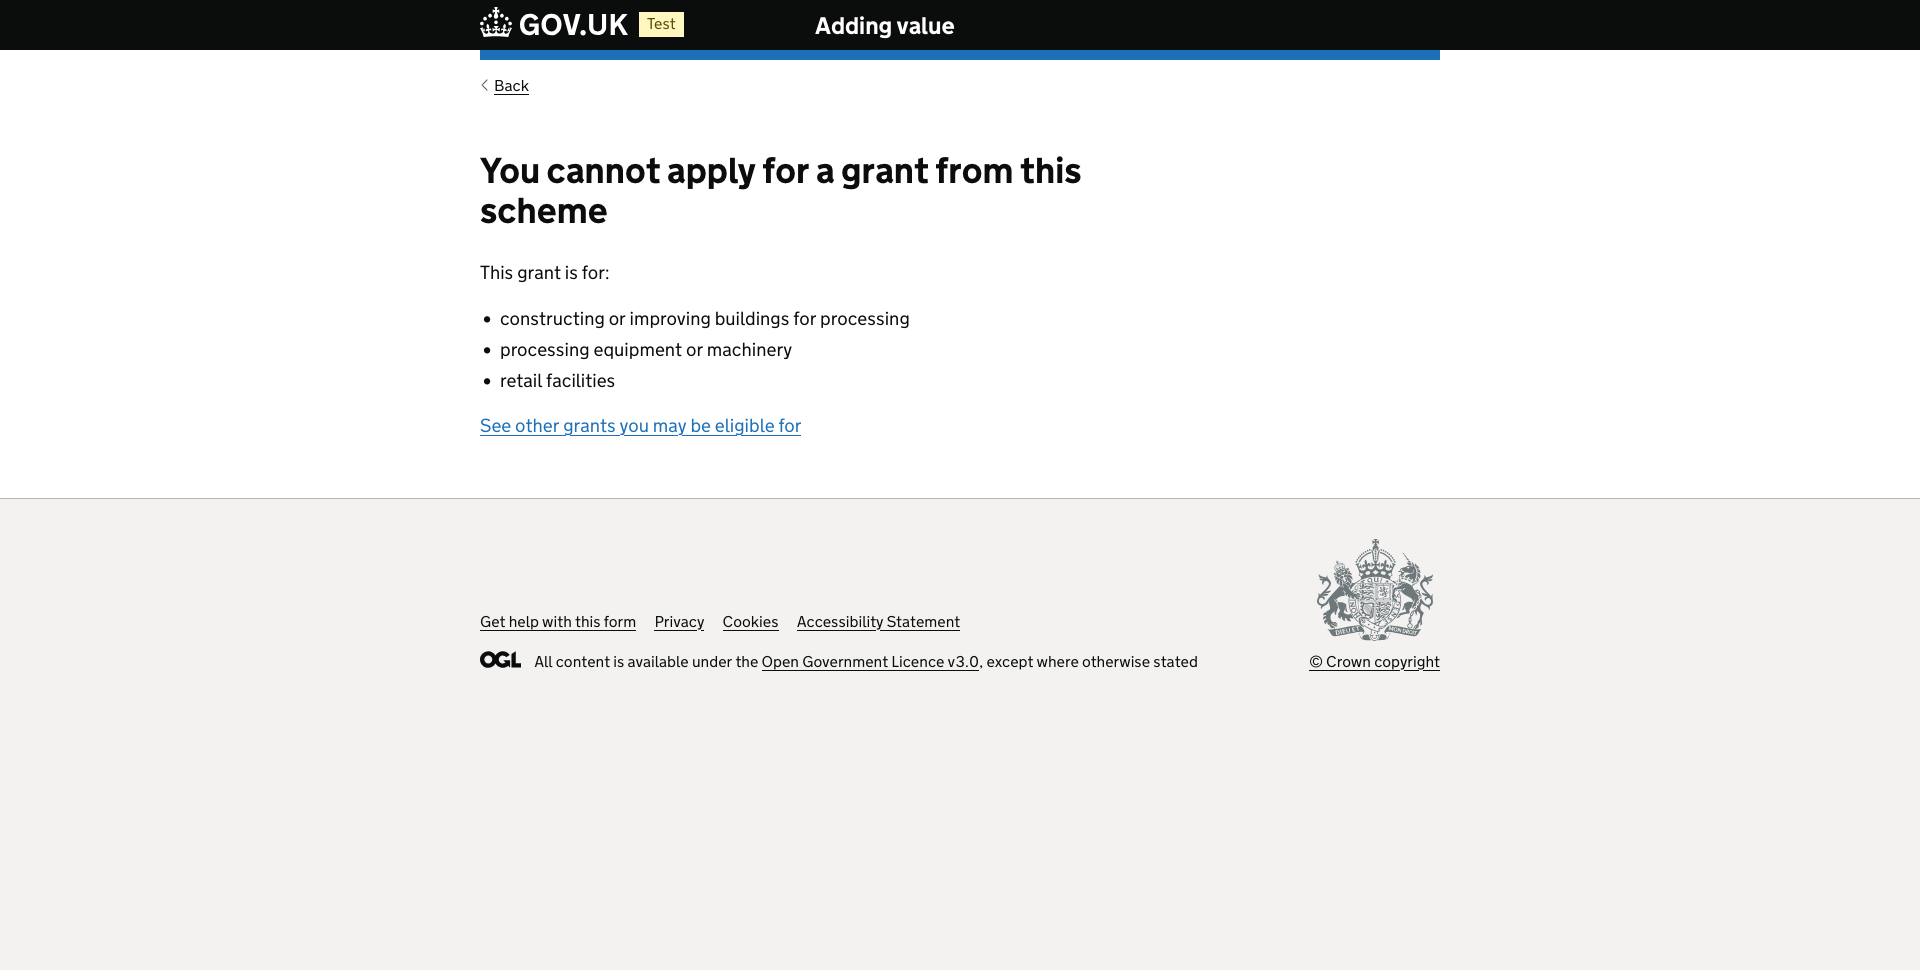 GOV.UK Test Adding value
Back
You cannot apply for a grant from this
scheme
This grant is for:
• constructing or improving buildings for processing
• processing equipment or machinery
• retail facilities
See other grants you may be eligible for
Get help with this form Privacy Cookies Accessibility Statement
OGL All content is available under the Open Government Licence v3.0, except where otherwise stated
© Crown copyright